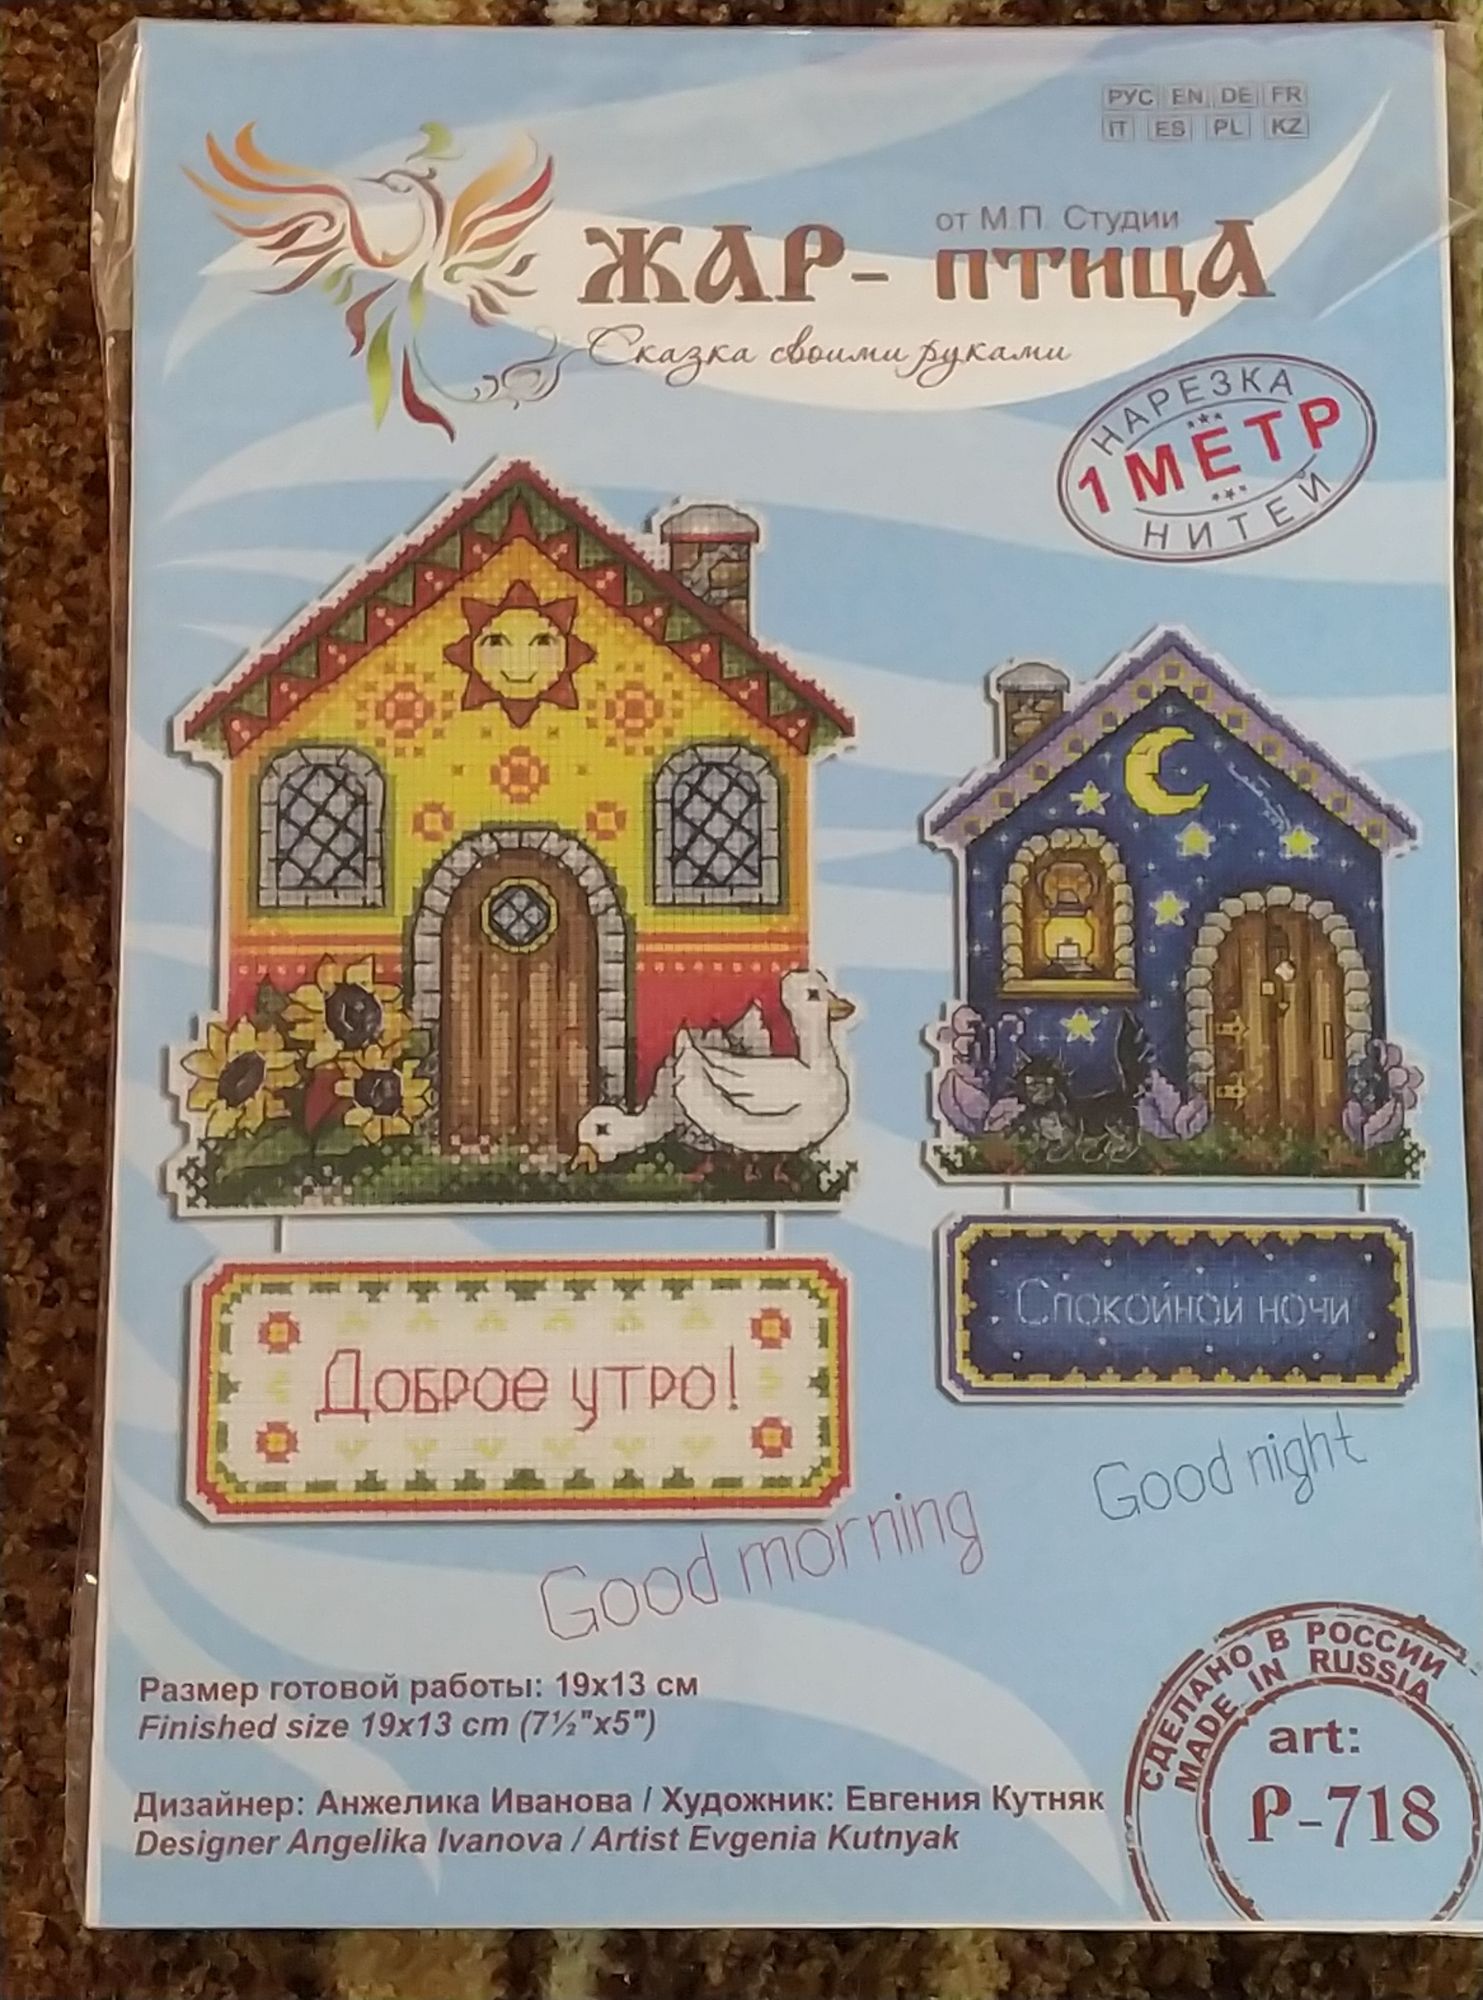 РУС EN DE FR
IT ES PL KZ
от М.П. Студии
ЖАР-ПТИЦА
Сказка своими руками
НАРЕЗКА
1 МЕТР
НИТЕЙ
Доброе утро!
Спокойной ночи
Good morning
Good night
Размер готовой работы: 19х13 см
Finished size 19x13 cm (7½"x5")
Дизайнер: Анжелика Иванова / Художник: Евгения Кутняк
Designer Angelika Ivanova / Artist Evgenia Kutnyak
СДЕЛАНО В РОССИИ
MADE IN RUSSIA
art:
Р-718